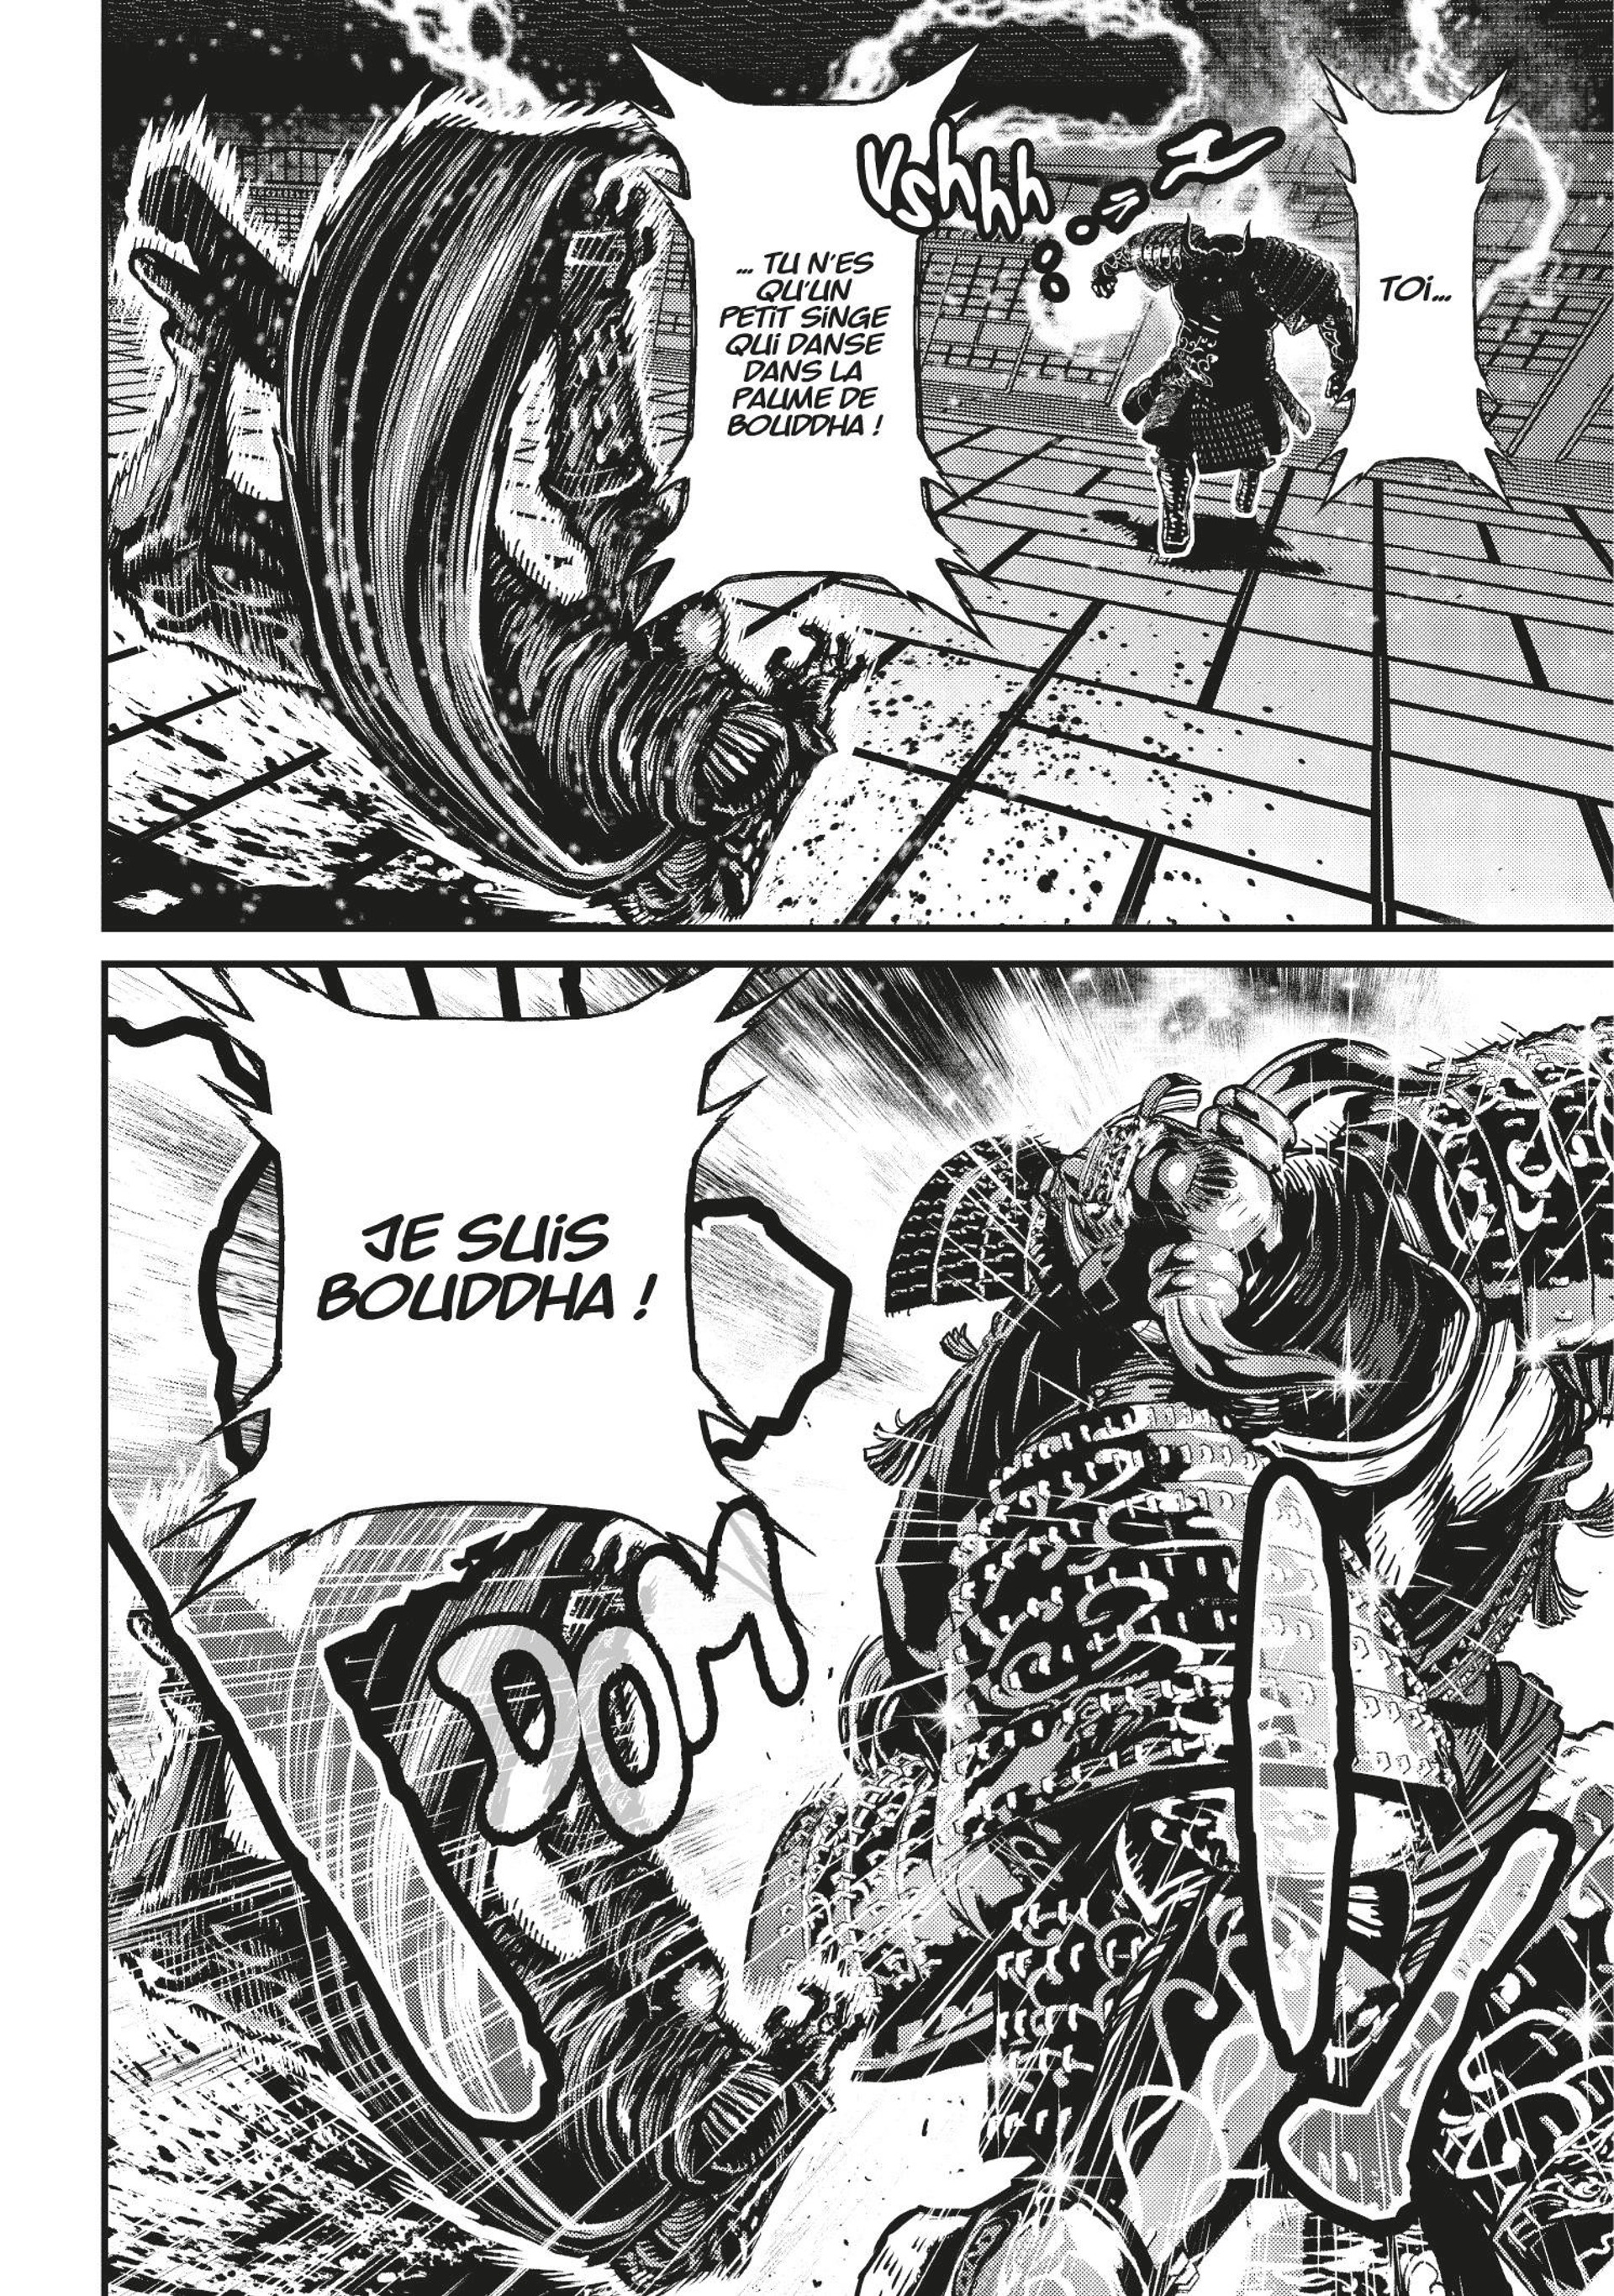 TOI...
VShhh
... TU N'ES
QU'UN
PETIT SINGE
QUI DANSE
DANS LA
PAUME DE
BOUDDHA !
JE SUIS
BOUDDHA !
DOM